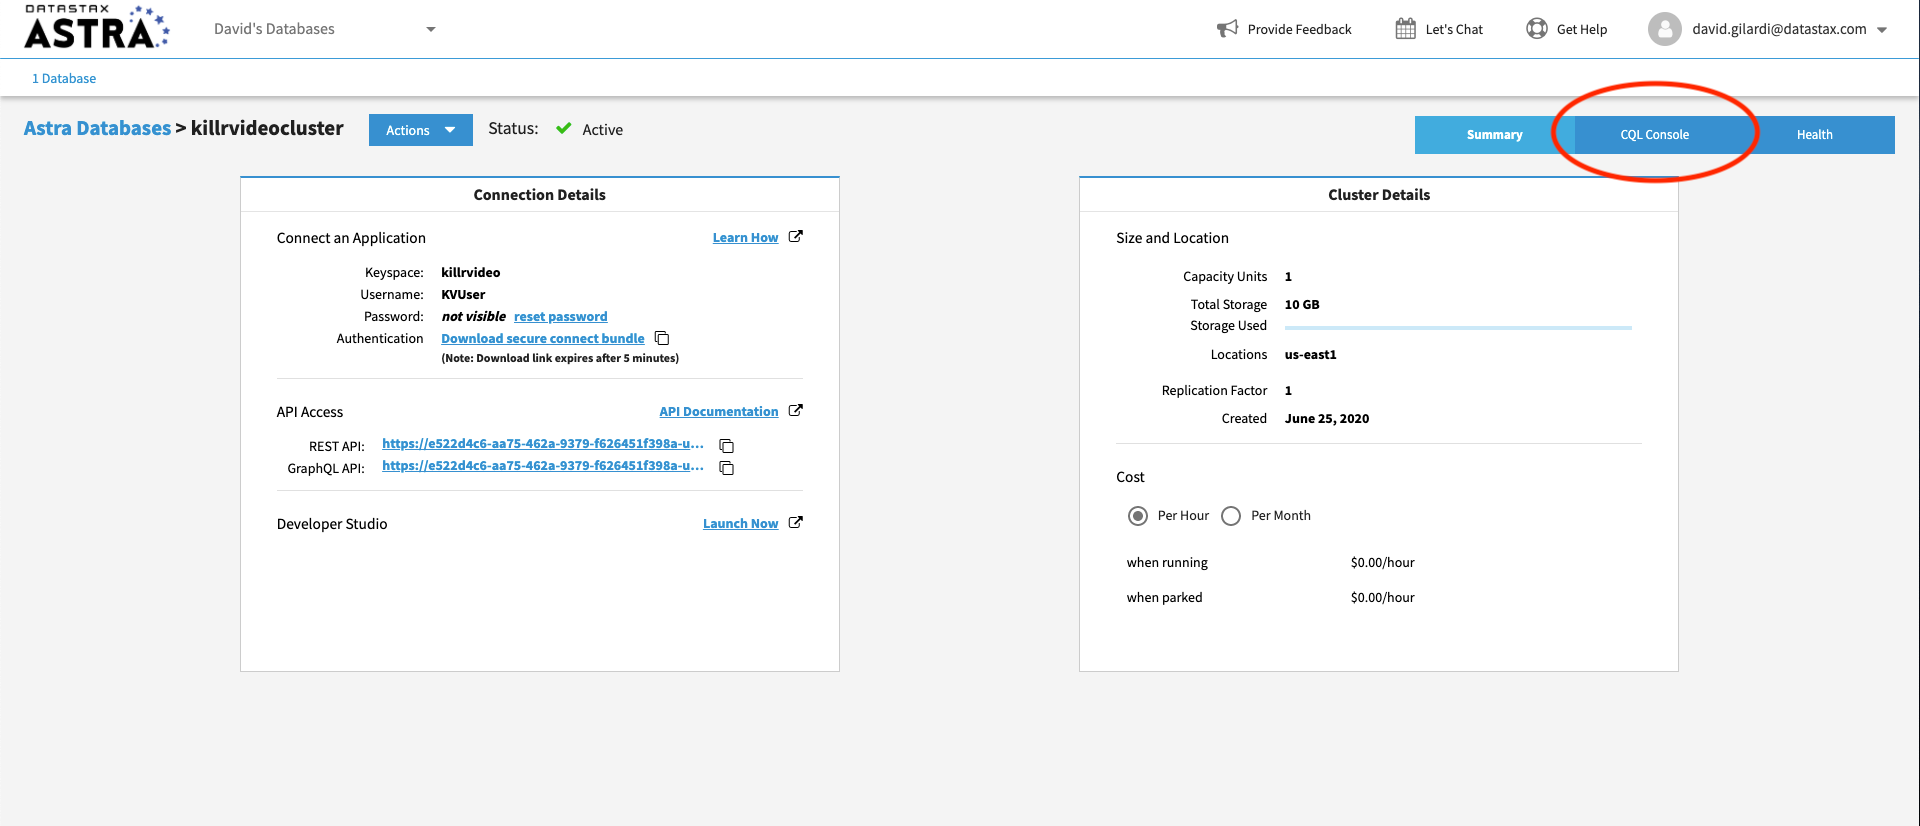 DATASTAX
ASTRA
David's Databases
Provide Feedback
Let's Chat
Get Help
david.gilardi@datastax.com
1 Database
Astra Databases > killrvideocluster
Actions
Status: Active
Summary
CQL Console
Health
Connection Details
Connect an Application Learn How
Keyspace: killrvideo
Username: KVUser
Password: not visible reset password
Authentication Download secure connect bundle
(Note: Download link expires after 5 minutes)
API Access API Documentation
REST API: https://e522d4c6-aa75-462a-9379-f626451f398a-u...
GraphQL API: https://e522d4c6-aa75-462a-9379-f626451f398a-u...
Developer Studio Launch Now
Cluster Details
Size and Location
Capacity Units 1
Total Storage 10 GB
Storage Used
Locations us-east1
Replication Factor 1
Created June 25, 2020
Cost
Per Hour Per Month
when running $0.00/hour
when parked $0.00/hour